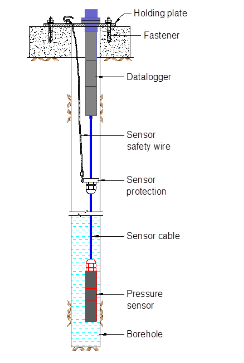 Holding plate
Fastener
Datalogger
Sensor
safety wire
Sensor
protection
Sensor cable
Pressure
sensor
Borehole